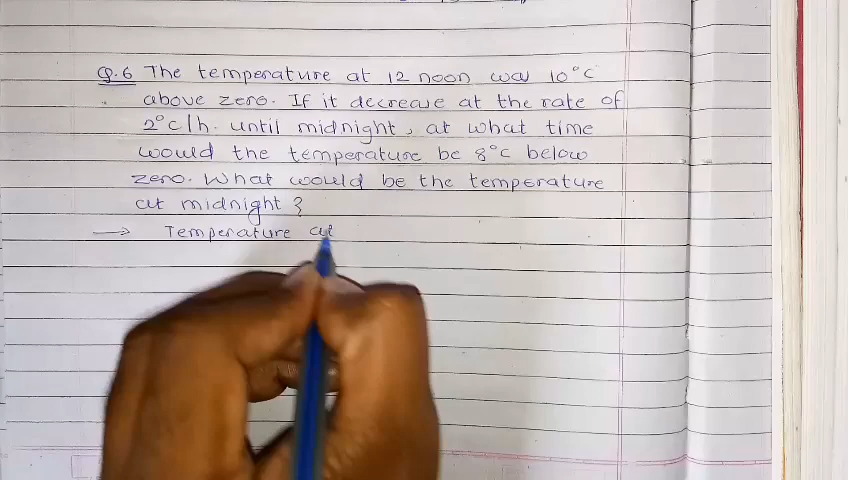 Q.6 The temperature at 12 noon was 10°C
above zero. If it decrease at the rate of
2°C/h. until midnight, at what time
would the temperature be 8°C below
zero. What would be the temperature
at midnight?
→ Temperature at